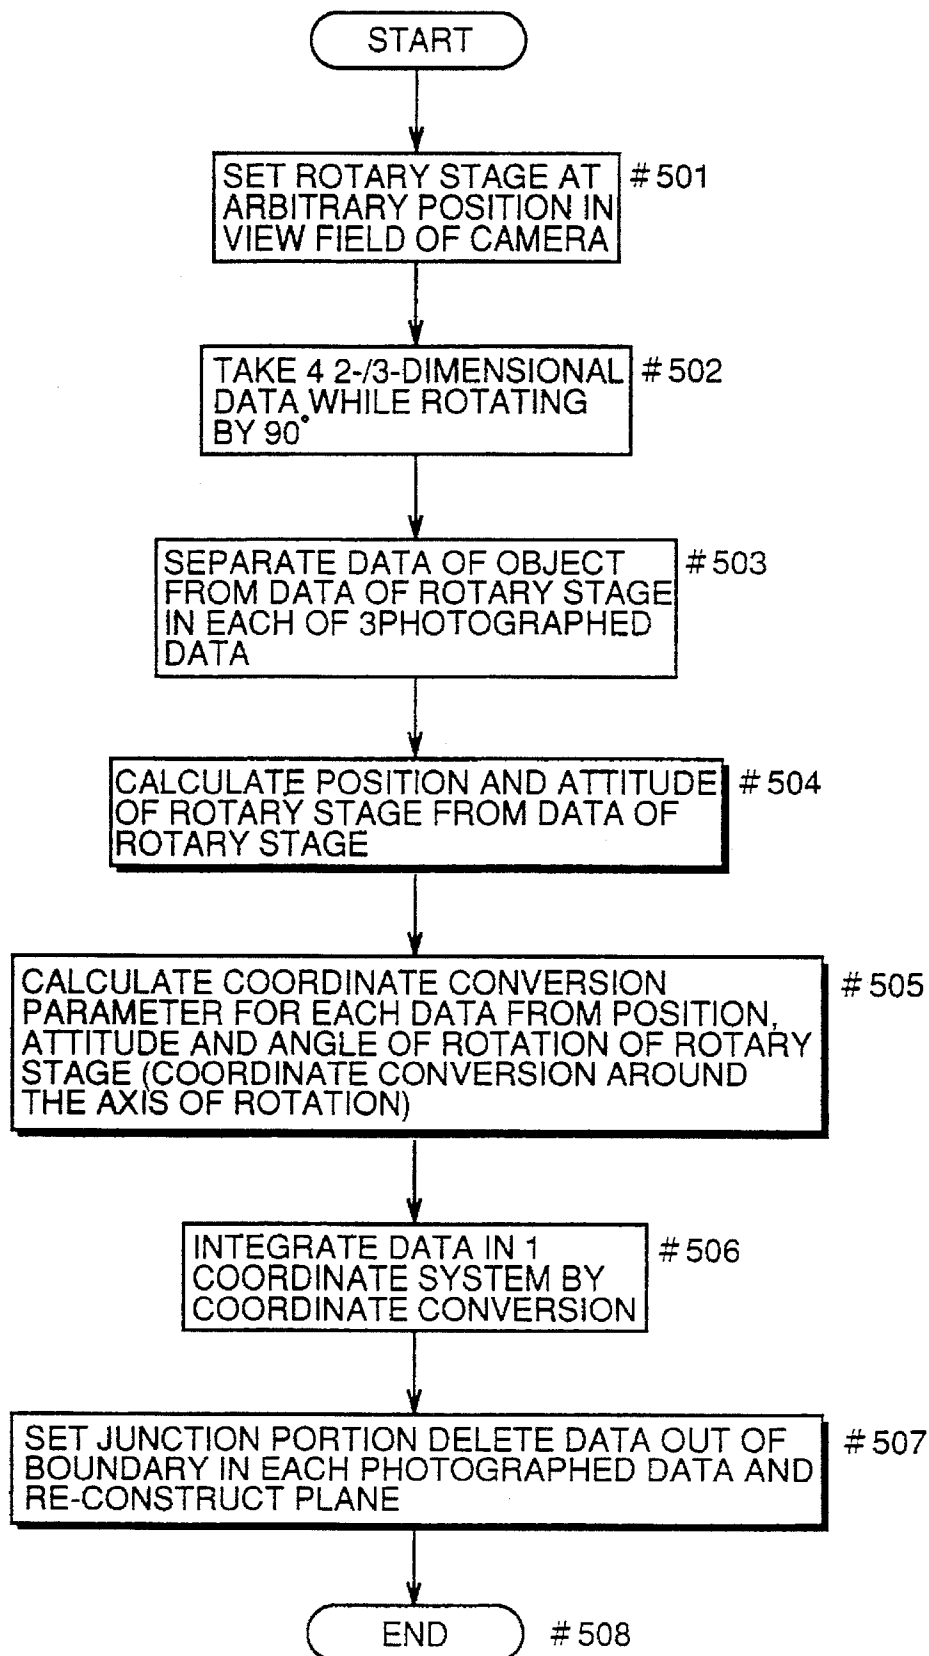 START
SET ROTARY STAGE AT #501
ARBITRARY POSITION IN
VIEW FIELD OF CAMERA
TAKE 4 2-/3-DIMENSIONAL #502
DATA WHILE ROTATING
BY 90°
SEPARATE DATA OF OBJECT #503
FROM DATA OF ROTARY STAGE
IN EACH OF 3PHOTOGRAPHED
DATA
CALCULATE POSITION AND ATTITUDE #504
OF ROTARY STAGE FROM DATA OF
ROTARY STAGE
CALCULATE COORDINATE CONVERSION #505
PARAMETER FOR EACH DATA FROM POSITION,
ATTITUDE AND ANGLE OF ROTATION OF ROTARY
STAGE (COORDINATE CONVERSION AROUND
THE AXIS OF ROTATION)
INTEGRATE DATA IN 1 #506
COORDINATE SYSTEM BY
COORDINATE CONVERSION
SET JUNCTION PORTION DELETE DATA OUT OF #507
BOUNDARY IN EACH PHOTOGRAPHED DATA AND
RE-CONSTRUCT PLANE
END #508